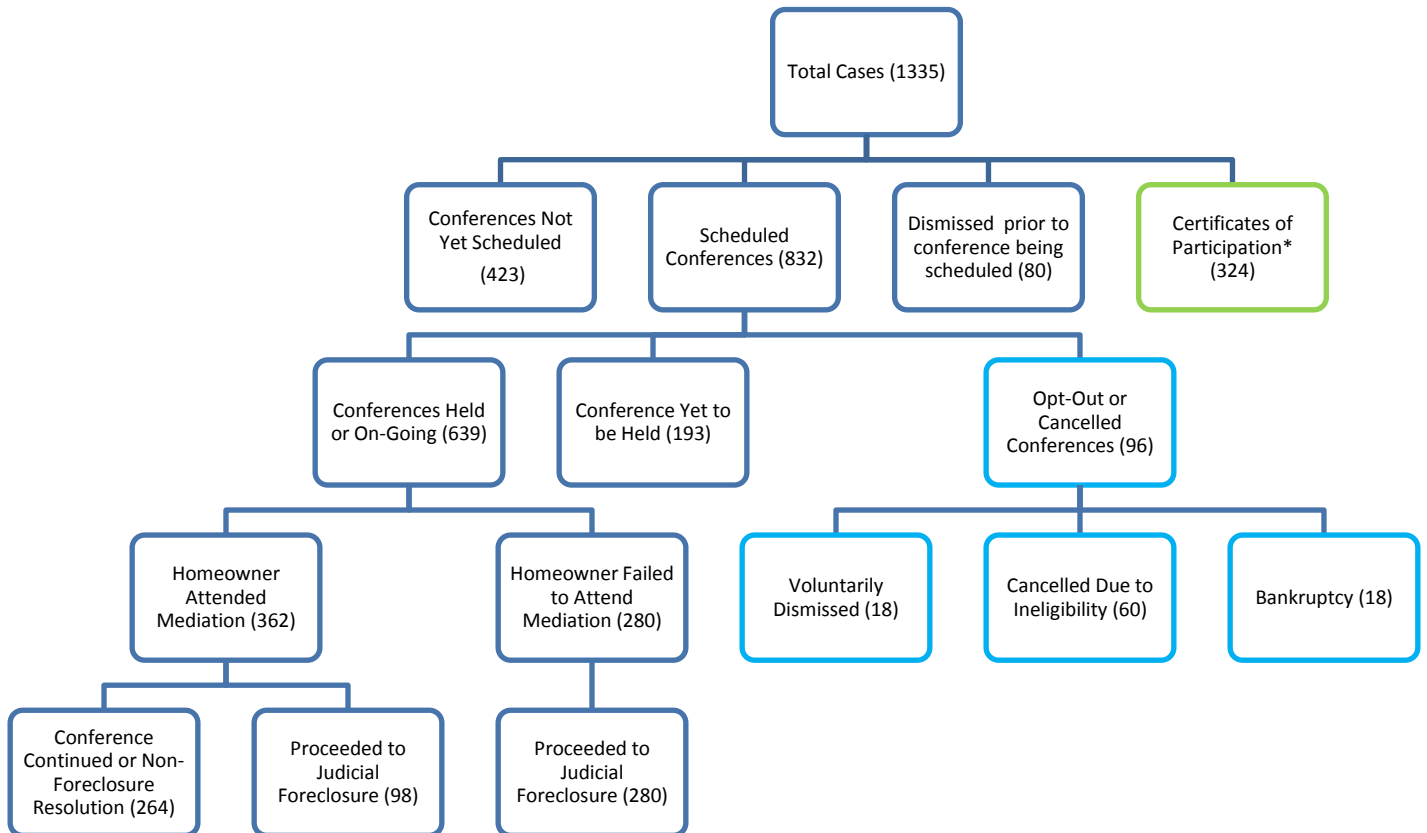 Total Cases (1335)
Conferences Not
Yet Scheduled
(423)
Scheduled
Conferences (832)
Dismissed prior to
conference being
scheduled (80)
Certificates of
Participation*
(324)
Conferences Held
or On-Going (639)
Conference Yet to
be Held (193)
Opt-Out or
Cancelled
Conferences (96)
Homeowner
Attended
Mediation (362)
Homeowner Failed
to Attend
Mediation (280)
Voluntarily
Dismissed (18)
Cancelled Due to
Ineligibility (60)
Bankruptcy (18)
Conference
Continued or Non-
Foreclosure
Resolution (264)
Proceeded to
Judicial
Foreclosure (98)
Proceeded to
Judicial
Foreclosure (280)